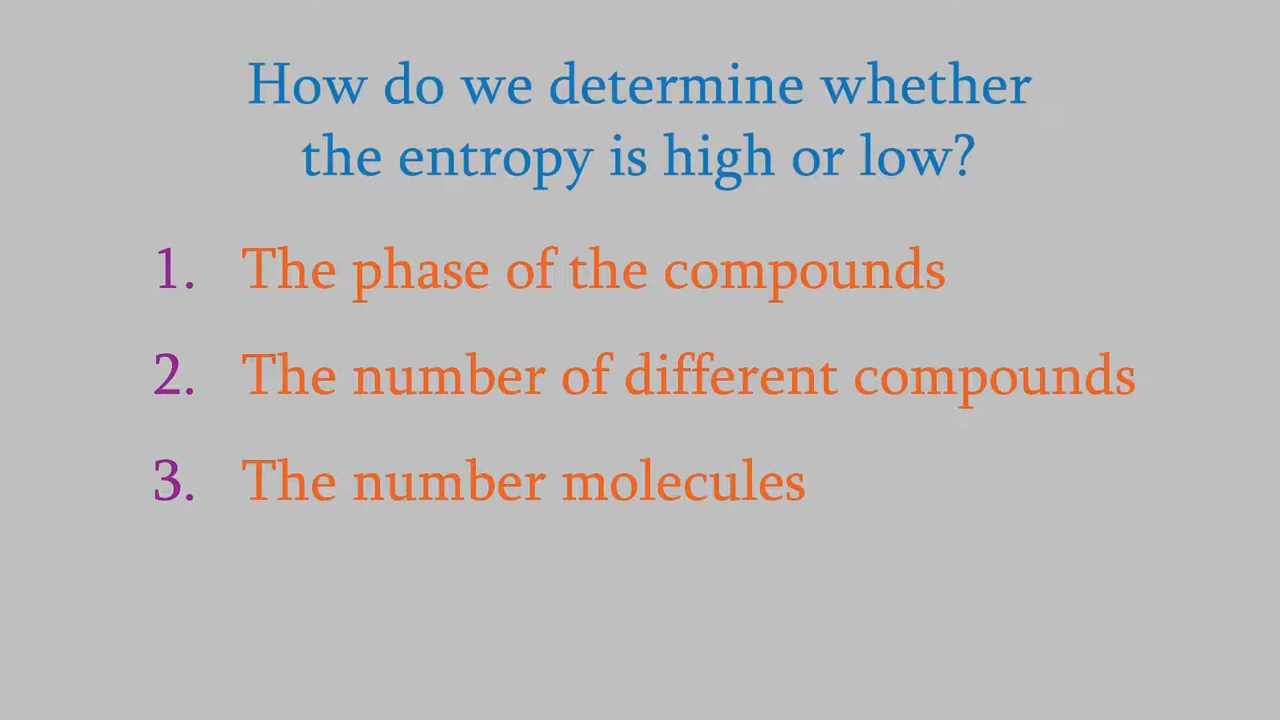 How do we determine whether
the entropy is high or low?
1. The phase of the compounds
2. The number of different compounds
3. The number molecules